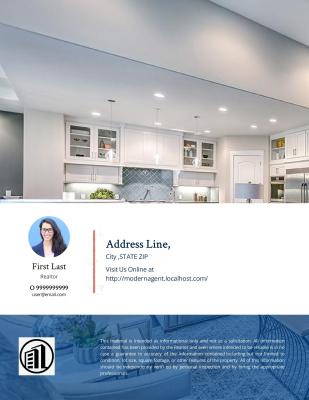 First Last
Realtor
O 9999999999
user@email.com
Address Line,
City ,STATE ZIP
Visit Us Online at
http://modernagent.localhost.com/
This material is intended as informational only and not as a solicitation. All information
contained has been provided by the interest and even where intended to be reliable is in no
case a guarantee to accuracy of the information contained including but not limited to
condition, lot size, square footage, or other features of the property. All of this information
should be independently verified by personal inspection and by hiring the appropriate
professionals.